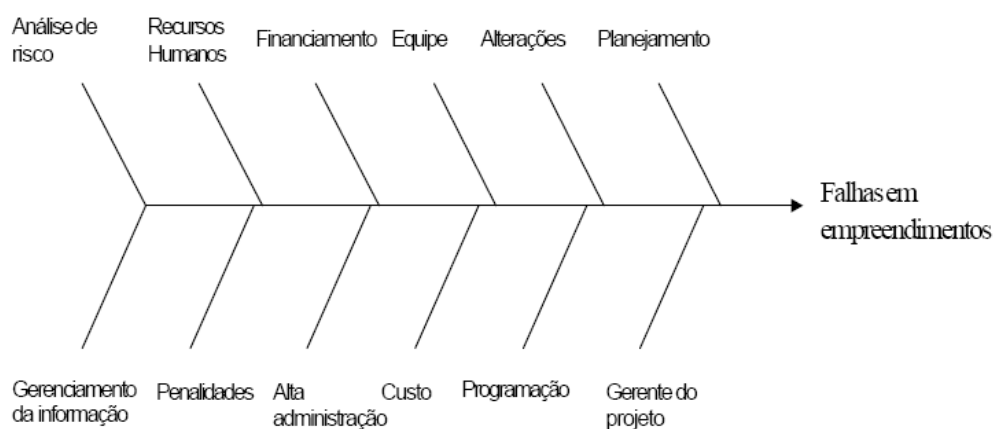 Análise de
risco
Recursos
Humanos
Financiamento
Equipe
Alterações
Planejamento
Falhas em
empreendimentos
Gerenciamento
da informação
Penalidades
Alta
administração
Custo
Programação
Gerente do
projeto